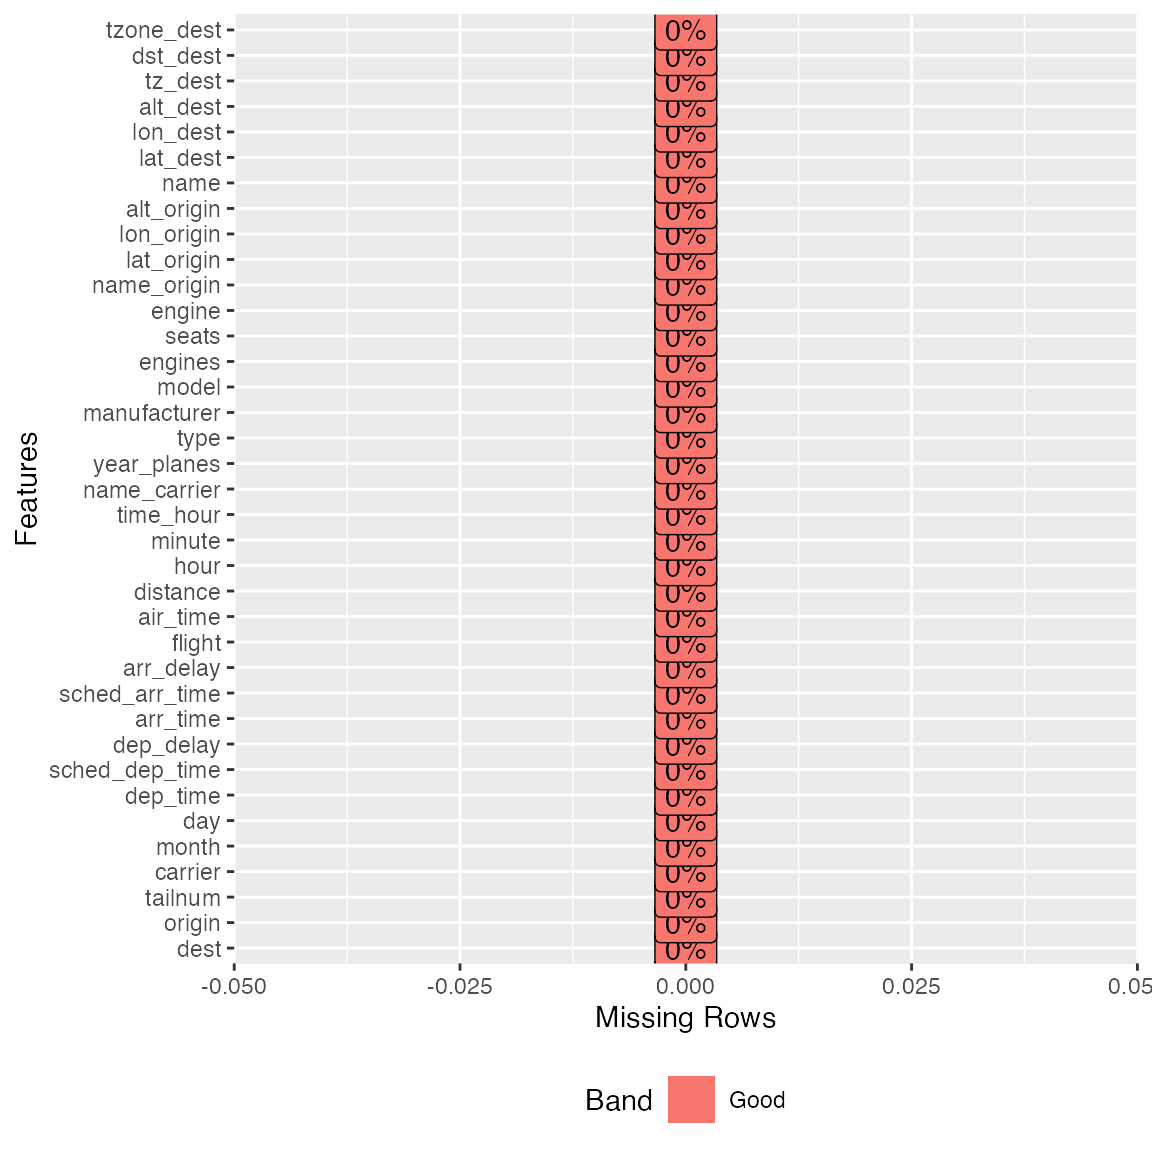 tzone_dest 0%
dst_dest 0%
tz_dest 0%
alt_dest 0%
lon_dest 0%
lat_dest 0%
name 0%
alt_origin 0%
lon_origin 0%
lat_origin 0%
name_origin 0%
engine 0%
seats 0%
engines 0%
model 0%
manufacturer 0%
type 0%
year_planes 0%
name_carrier 0%
time_hour 0%
minute 0%
hour 0%
distance 0%
air_time 0%
flight 0%
arr_delay 0%
sched_arr_time 0%
arr_time 0%
dep_delay 0%
sched_dep_time 0%
dep_time 0%
day 0%
month 0%
carrier 0%
tailnum 0%
origin 0%
dest 0%
Features
-0.050 -0.025 0.000 0.025 0.05
Missing Rows
Band Good